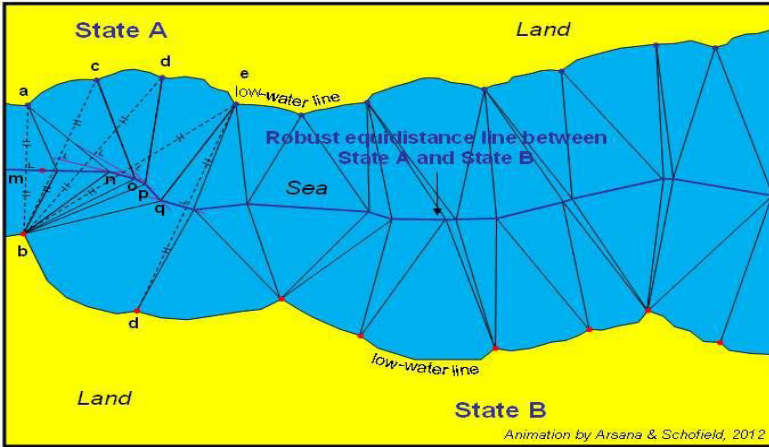 State A
Land
c
d
a
e
low-water line
Robust equidistance line between
State A and State B
m
n
o
p
q
Sea
b
d
low-water line
Land
State B
Animation by Arsana & Schofield, 2012